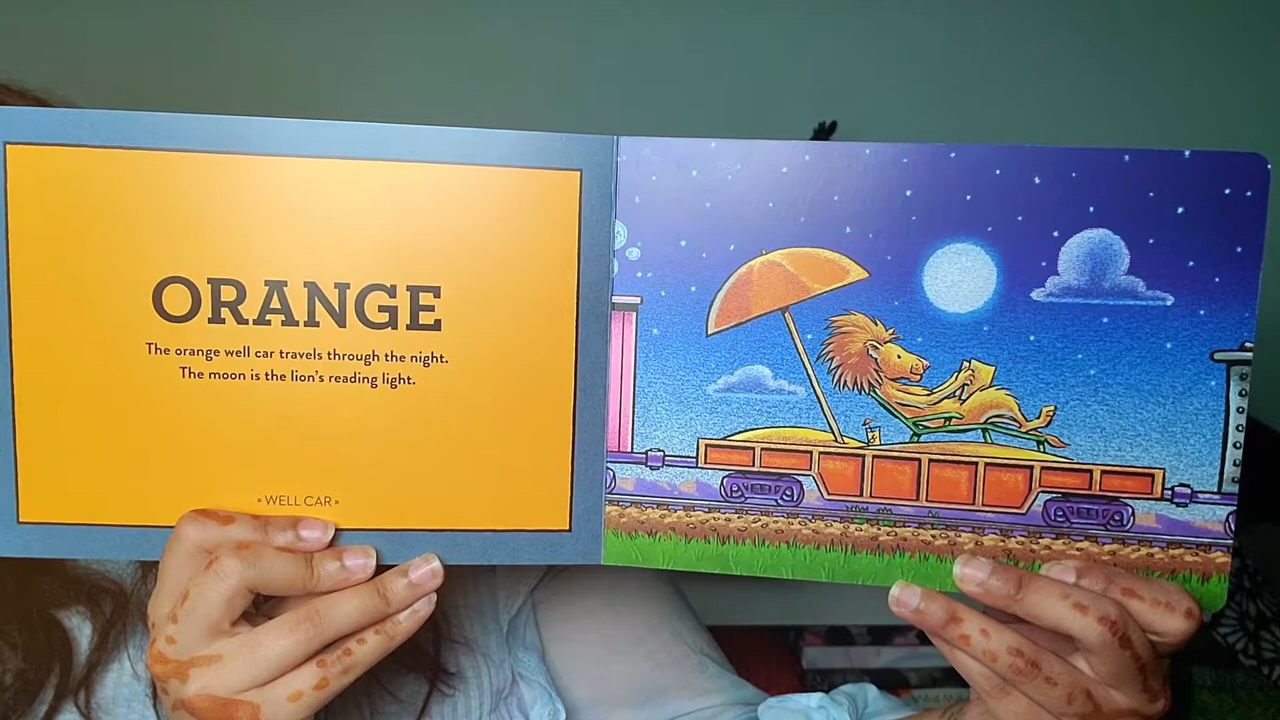 ORANGE
The orange well car travels through the night.
The moon is the lion's reading light.
» WELL CAR »